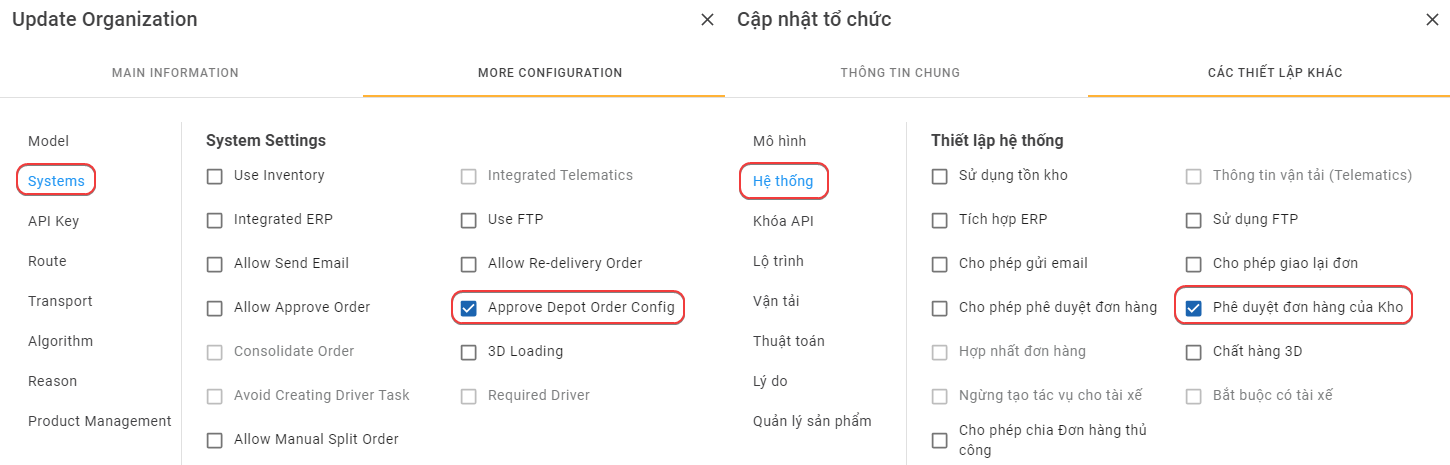 Update Organization
MAIN INFORMATION
MORE CONFIGURATION
Model
Systems
API Key
Route
Transport
Algorithm
Reason
Product Management
System Settings
Use Inventory
Integrated Telematics
Integrated ERP
Use FTP
Allow Send Email
Allow Re-delivery Order
Allow Approve Order
Approve Depot Order Config
Consolidate Order
3D Loading
Avoid Creating Driver Task
Required Driver
Allow Manual Split Order
Cập nhật tổ chức
THÔNG TIN CHUNG
CÁC THIẾT LẬP KHÁC
Mô hình
Hệ thống
Khóa API
Lộ trình
Vận tải
Thuật toán
Lý do
Quản lý sản phẩm
Thiết lập hệ thống
Sử dụng tồn kho
Thông tin vận tải (Telematics)
Tích hợp ERP
Sử dụng FTP
Cho phép gửi email
Cho phép giao lại đơn
Cho phép phê duyệt đơn hàng
Phê duyệt đơn hàng của Kho
Hợp nhất đơn hàng
Chất hàng 3D
Ngừng tạo tác vụ cho tài xế
Bắt buộc có tài xế
Cho phép chia Đơn hàng thủ
công